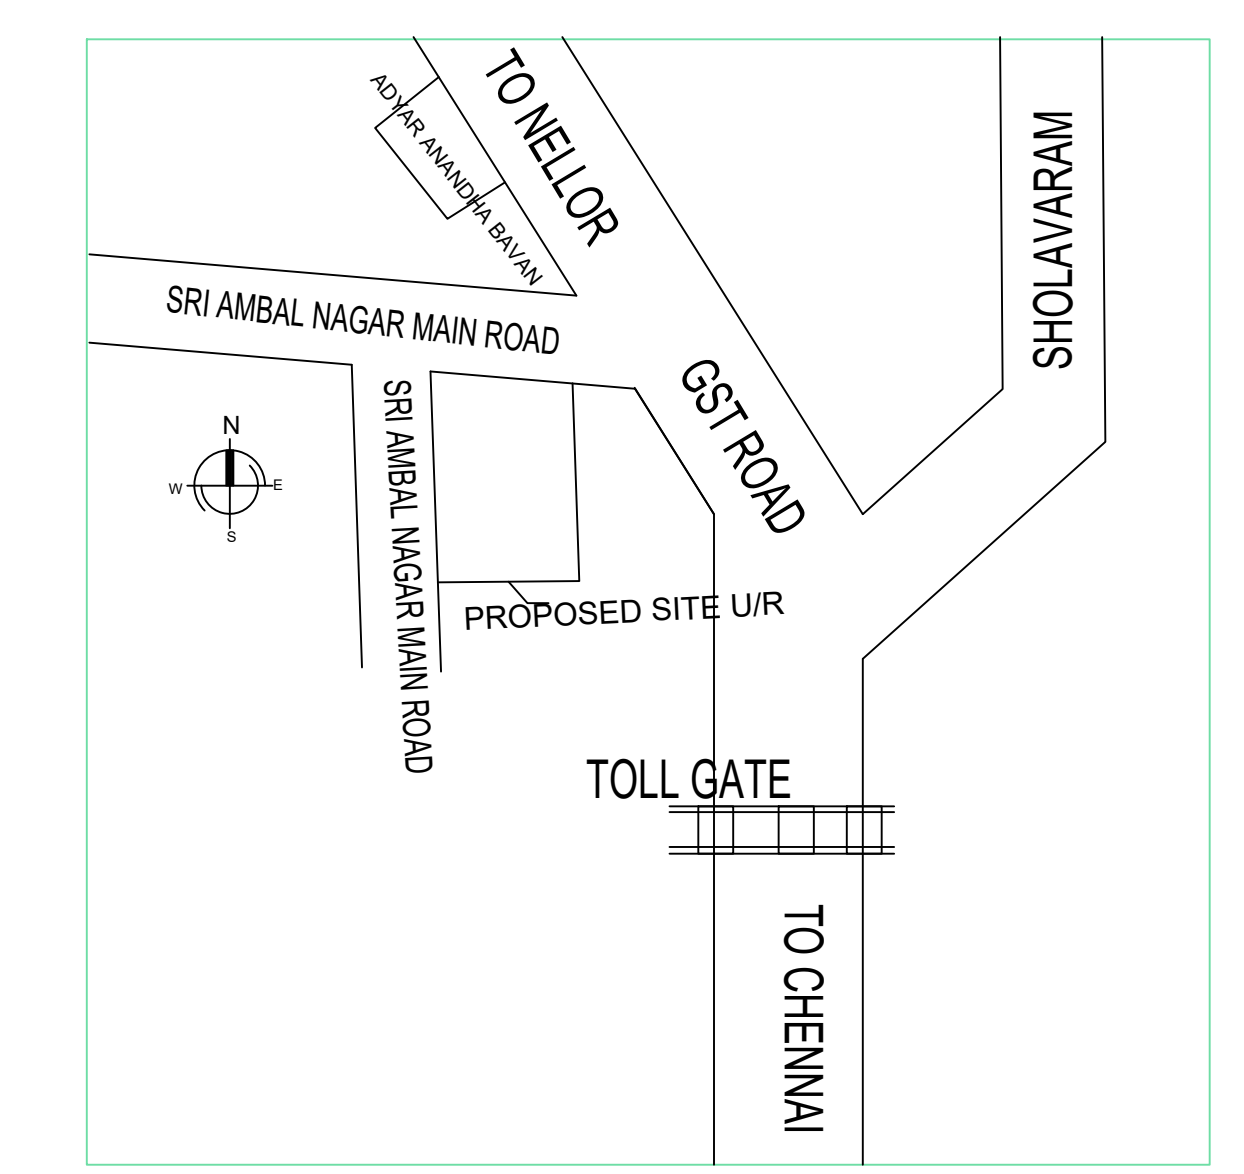 TO NELLOR
ADYAR ANANDHA BAVAN
SHOLAVARAM
SRI AMBAL NAGAR MAIN ROAD
GST ROAD
SRI AMBAL NAGAR MAIN ROAD
N
W
E
S
PROPOSED SITE U/R
TOLL GATE
TO CHENNAI